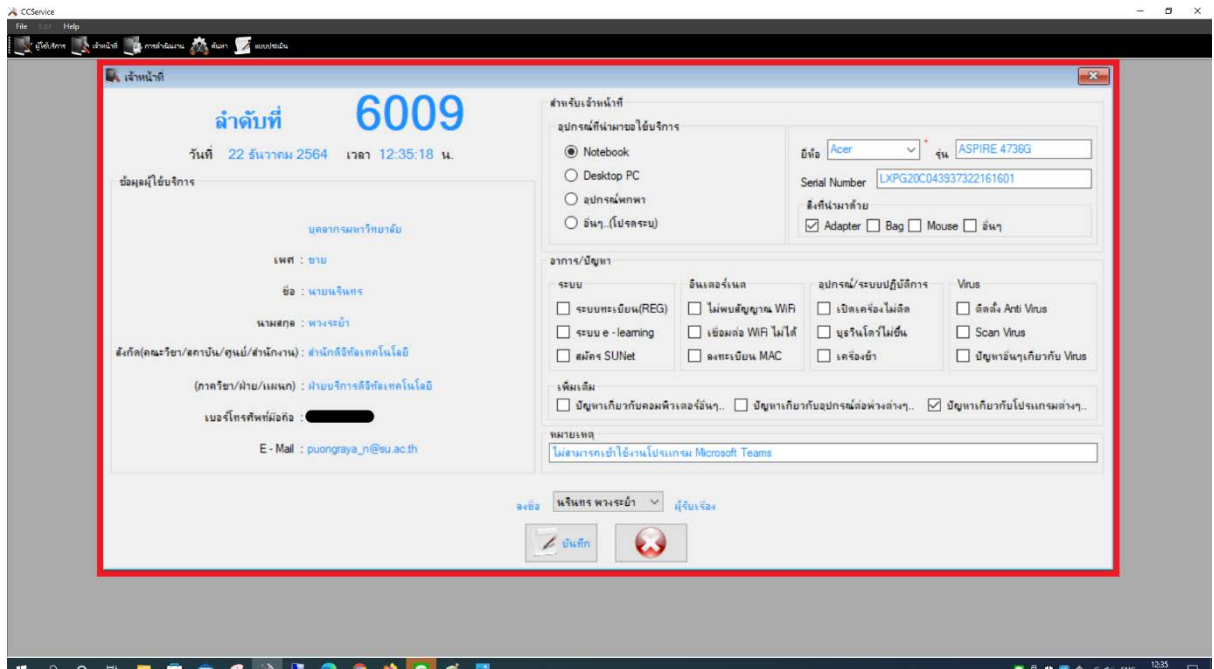 CCService
File Edit Help
ผู้ใช้บริการ เจ้าหน้าที่ การดำเนินงาน ค้นหา แบบประเมิน
เจ้าหน้าที่
ลำดับที่ 6009
วันที่ 22 ธันวาคม 2564 เวลา 12:35:18 น.
ข้อมูลผู้ใช้บริการ
บุคลากรมหาวิทยาลัย
เพศ : ชาย
ชื่อ : นายนรินทร
นามสกุล : พวงระย้า
สังกัด(คณะวิชา/สถาบัน/ศูนย์/สำนักงาน) : สำนักดิจิทัลเทคโนโลยี
(ภาควิชา/ฝ่าย/แผนก) : ฝ่ายบริการดิจิทัลเทคโนโลยี
เบอร์โทรศัพท์มือถือ :
E - Mail : puongraya_n@su.ac.th
สำหรับเจ้าหน้าที่
อุปกรณ์ที่นำมาขอใช้บริการ
Notebook
Desktop PC
อุปกรณ์พกพา
อื่นๆ..(โปรดระบุ)
ยี่ห้อ Acer * รุ่น ASPIRE 4736G
Serial Number LXPG20C043937322161601
สิ่งที่นำมาด้วย
Adapter Bag Mouse อื่นๆ
อาการ/ปัญหา
ระบบ
ระบบทะเบียน(REG)
ระบบ e - learning
สมัคร SUNet
อินเตอร์เนต
ไม่พบสัญญาณ WiFi
เชื่อมต่อ WiFi ไม่ได้
ลงทะเบียน MAC
อุปกรณ์/ระบบปฏิบัติการ
เปิดเครื่องไม่ติด
บูธวินโดว์ไม่ขึ้น
เครื่องช้า
Virus
ติดตั้ง Anti Virus
Scan Virus
ปัญหาอื่นๆเกี่ยวกับ Virus
เพิ่มเติม
ปัญหาเกี่ยวกับคอมพิวเตอร์อื่นๆ.. ปัญหาเกี่ยวกับอุปกรณ์ต่อพ่วงต่างๆ.. ปัญหาเกี่ยวกับโปรแกรมต่างๆ..
หมายเหตุ
ไม่สามารถเข้าใช้งานโปรแกรม Microsoft Teams
ลงชื่อ นรินทร พวงระย้า ผู้รับเรื่อง
บันทึก
ENG 12:35